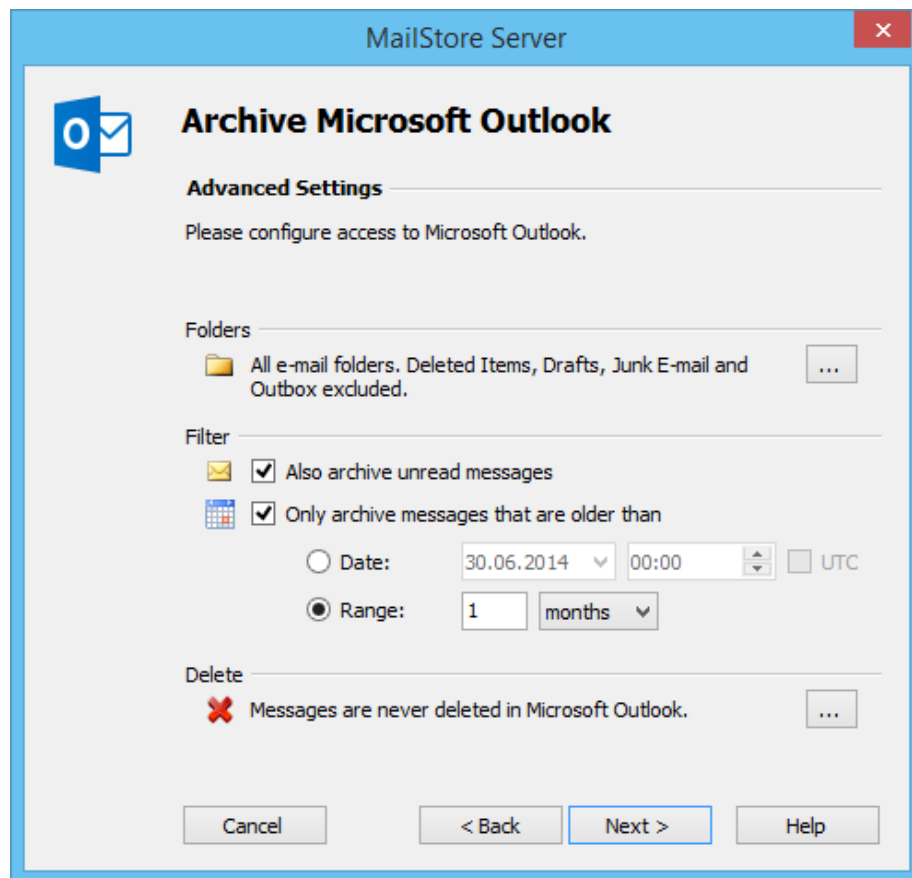 MailStore Server
Archive Microsoft Outlook
Advanced Settings
Please configure access to Microsoft Outlook.
Folders
All e-mail folders. Deleted Items, Drafts, Junk E-mail and
Outbox excluded.
...
Filter
Also archive unread messages
Only archive messages that are older than
Date: 30.06.2014 00:00 UTC
Range: 1 months
Delete
Messages are never deleted in Microsoft Outlook. ...
Cancel < Back Next > Help